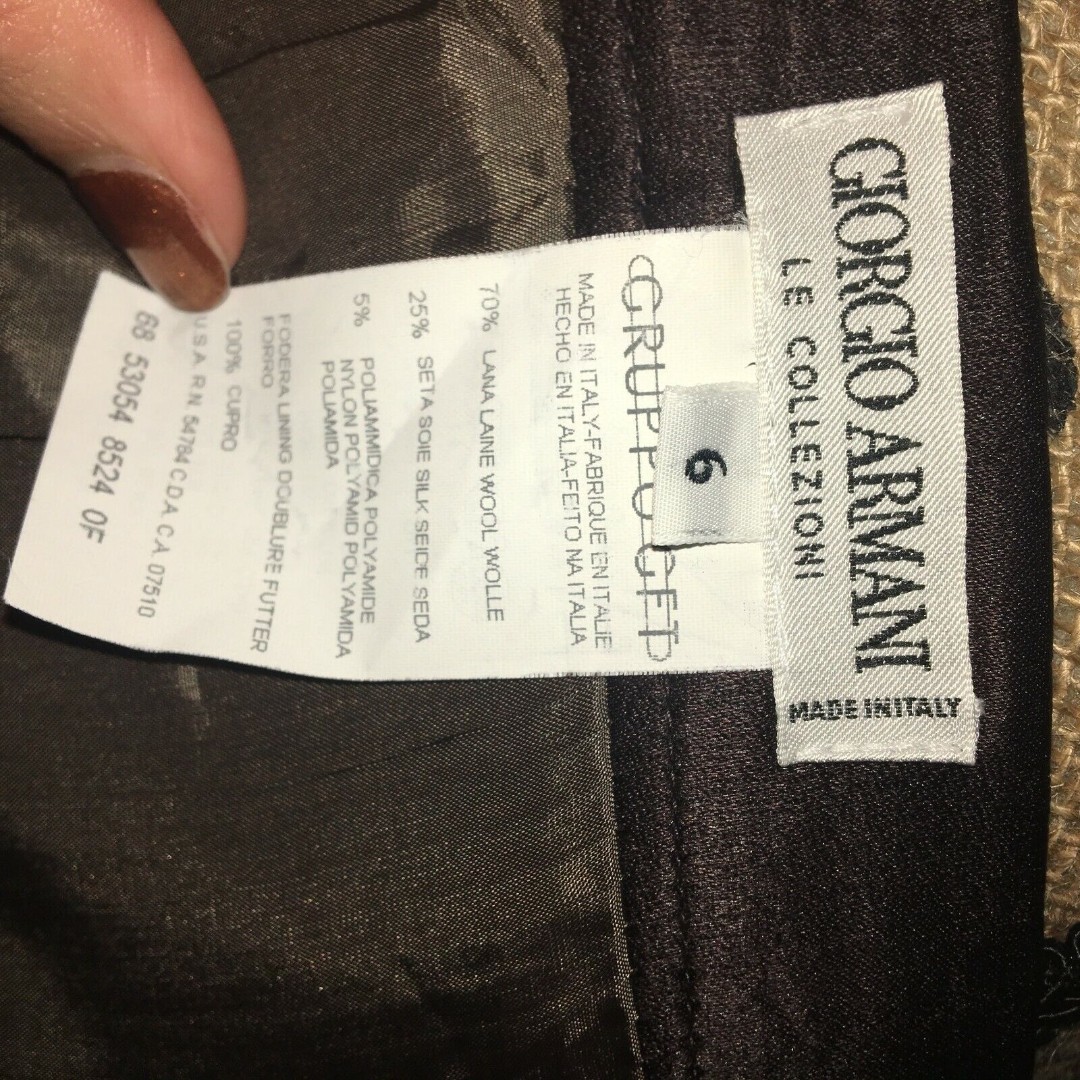 GIORGIO ARMANI
LE COLLEZIONI
MADE IN ITALY
6
GRUPPO GFT
MADE IN ITALY-FABRIQUE EN ITALIE
HECHO EN ITALIA-FEITO NA ITALIA
70% LANA LAINE WOOL WOLLE
25% SETA SOIE SILK SEIDE SEDA
5% POLIAMMIDICA POLYAMIDE
NYLON POLYAMID POLYAMIDA
POLIAMIDA
FODERA LINING DOUBLURE FUTTER
FORRO
100% CUPRO
U.S.A. R.N. 54784 C.D.A. C.A. 07510
68 53054 8524 0F